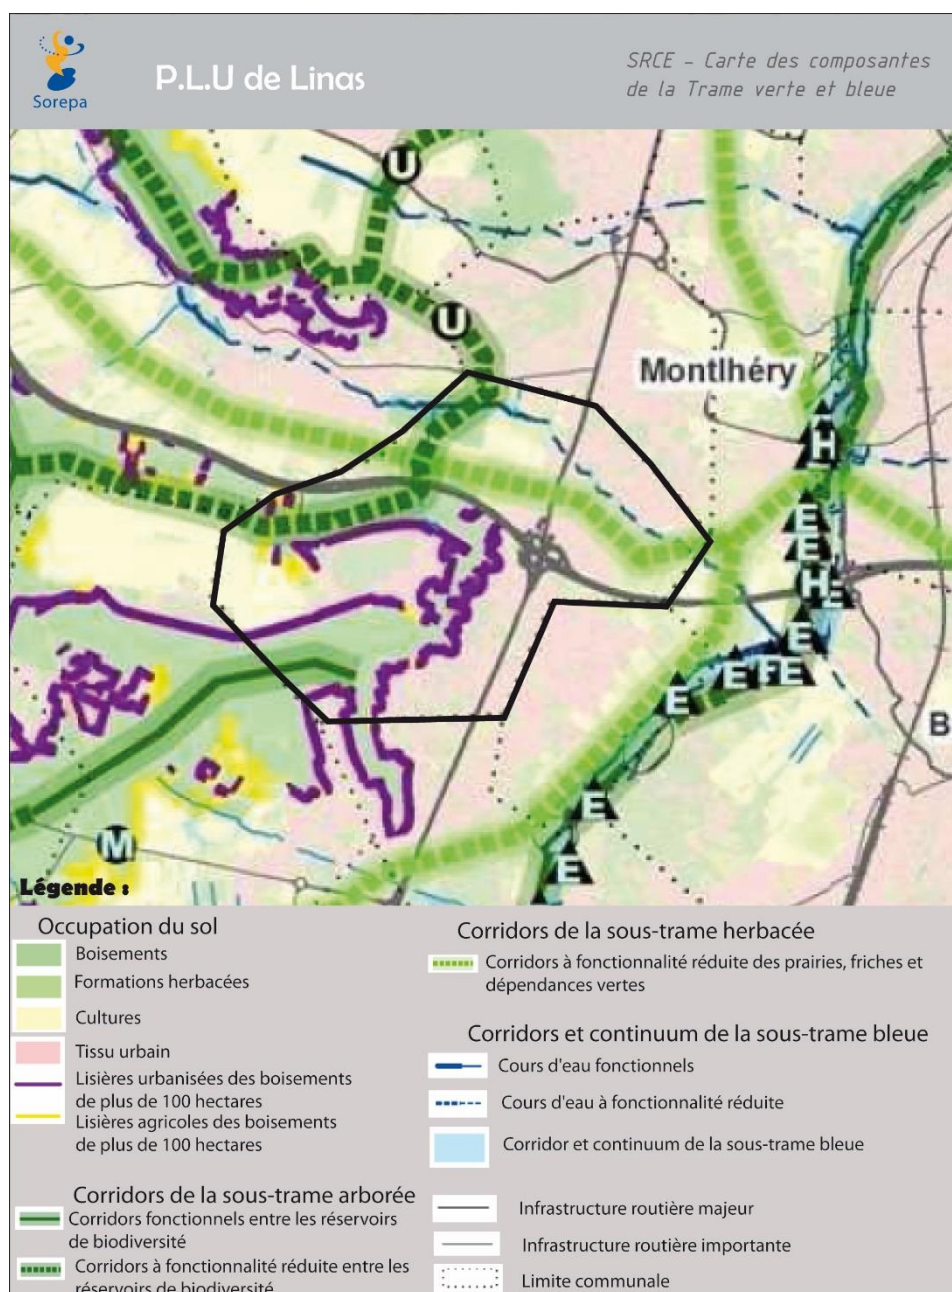 Sorepa
P.L.U de Linas
SRCE - Carte des composantes
de la Trame verte et bleue
U
U
Montlhéry
H
E
E
H
E
E
F
E
E
E
E
B
M
Légende :
Occupation du sol
Boisements
Formations herbacées
Cultures
Tissu urbain
Lisières urbanisées des boisements
de plus de 100 hectares
Lisières agricoles des boisements
de plus de 100 hectares
Corridors de la sous-trame arborée
Corridors fonctionnels entre les réservoirs
de biodiversité
Corridors à fonctionnalité réduite entre les
réservoirs de biodiversité
Corridors de la sous-trame herbacée
Corridors à fonctionnalité réduite des prairies, friches et
dépendances vertes
Corridors et continuum de la sous-trame bleue
Cours d'eau fonctionnels
Cours d'eau à fonctionnalité réduite
Corridor et continuum de la sous-trame bleue
Infrastructure routière majeur
Infrastructure routière importante
Limite communale